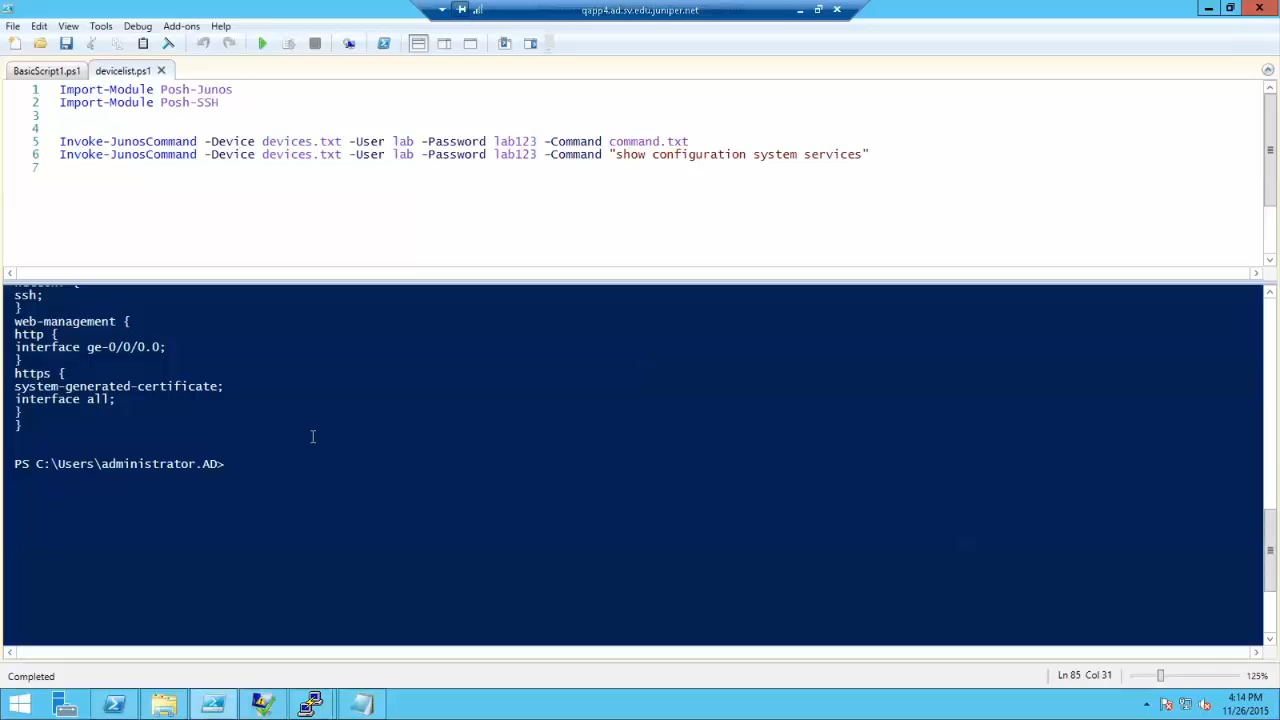 qapp4.ad.sv.edu.juniper.net
File Edit View Tools Debug Add-ons Help
BasicScript1.ps1 devicelist.ps1
1 Import-Module Posh-Junos
2 Import-Module Posh-SSH
3
4
5 Invoke-JunosCommand -Device devices.txt -User lab -Password lab123 -Command command.txt
6 Invoke-JunosCommand -Device devices.txt -User lab -Password lab123 -Command "show configuration system services"
7
ssh;
}
web-management {
http {
interface ge-0/0/0.0;
}
https {
system-generated-certificate;
interface all;
}
}
PS C:\Users\administrator.AD>
Completed Ln 85 Col 31 125%
4:14 PM
11/26/2015